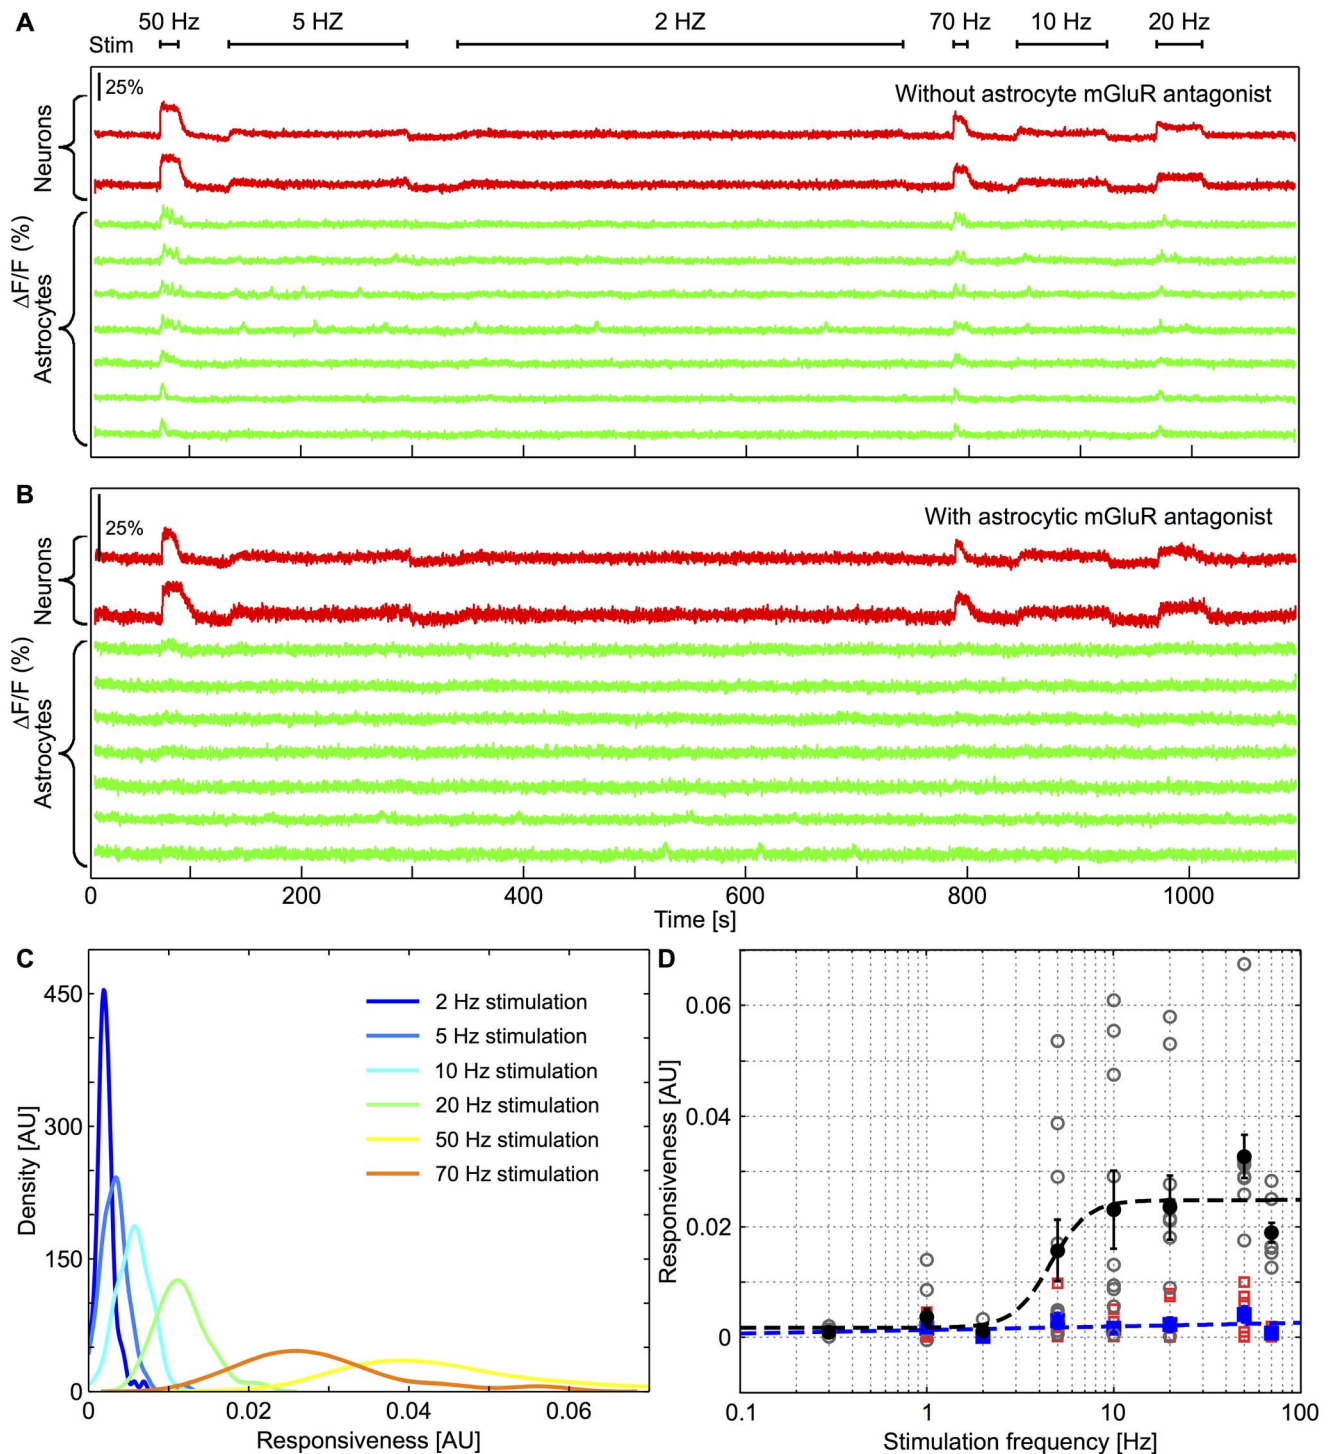 A
50 Hz 5 HZ 2 HZ 70 Hz 10 Hz 20 Hz
Stim
25%
Without astrocyte mGluR antagonist
Neurons
ΔF/F (%)
Astrocytes
B
25%
With astrocytic mGluR antagonist
Neurons
ΔF/F (%)
Astrocytes
0 200 400 600 800 1000
Time [s]
C
450
300
150
0
Density [AU]
2 Hz stimulation
5 Hz stimulation
10 Hz stimulation
20 Hz stimulation
50 Hz stimulation
70 Hz stimulation
0 0.02 0.04 0.06
Responsiveness [AU]
D
0.06
0.04
0.02
0
Responsiveness [AU]
0.1 1 10 100
Stimulation frequency [Hz]